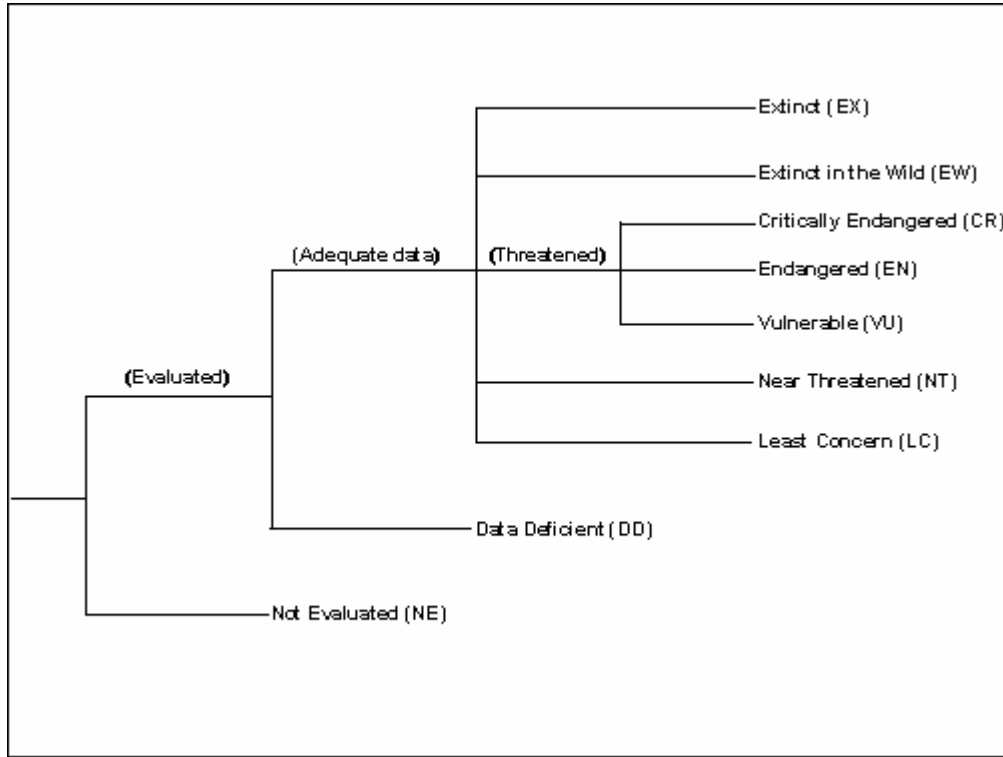 Extinct (EX)
Extinct in the Wild (EW)
Critically Endangered (CR)
(Adequate data)
(Threatened)
Endangered (EN)
Vulnerable (VU)
(Evaluated)
Near Threatened (NT)
Least Concern (LC)
Data Deficient (DD)
Not Evaluated (NE)